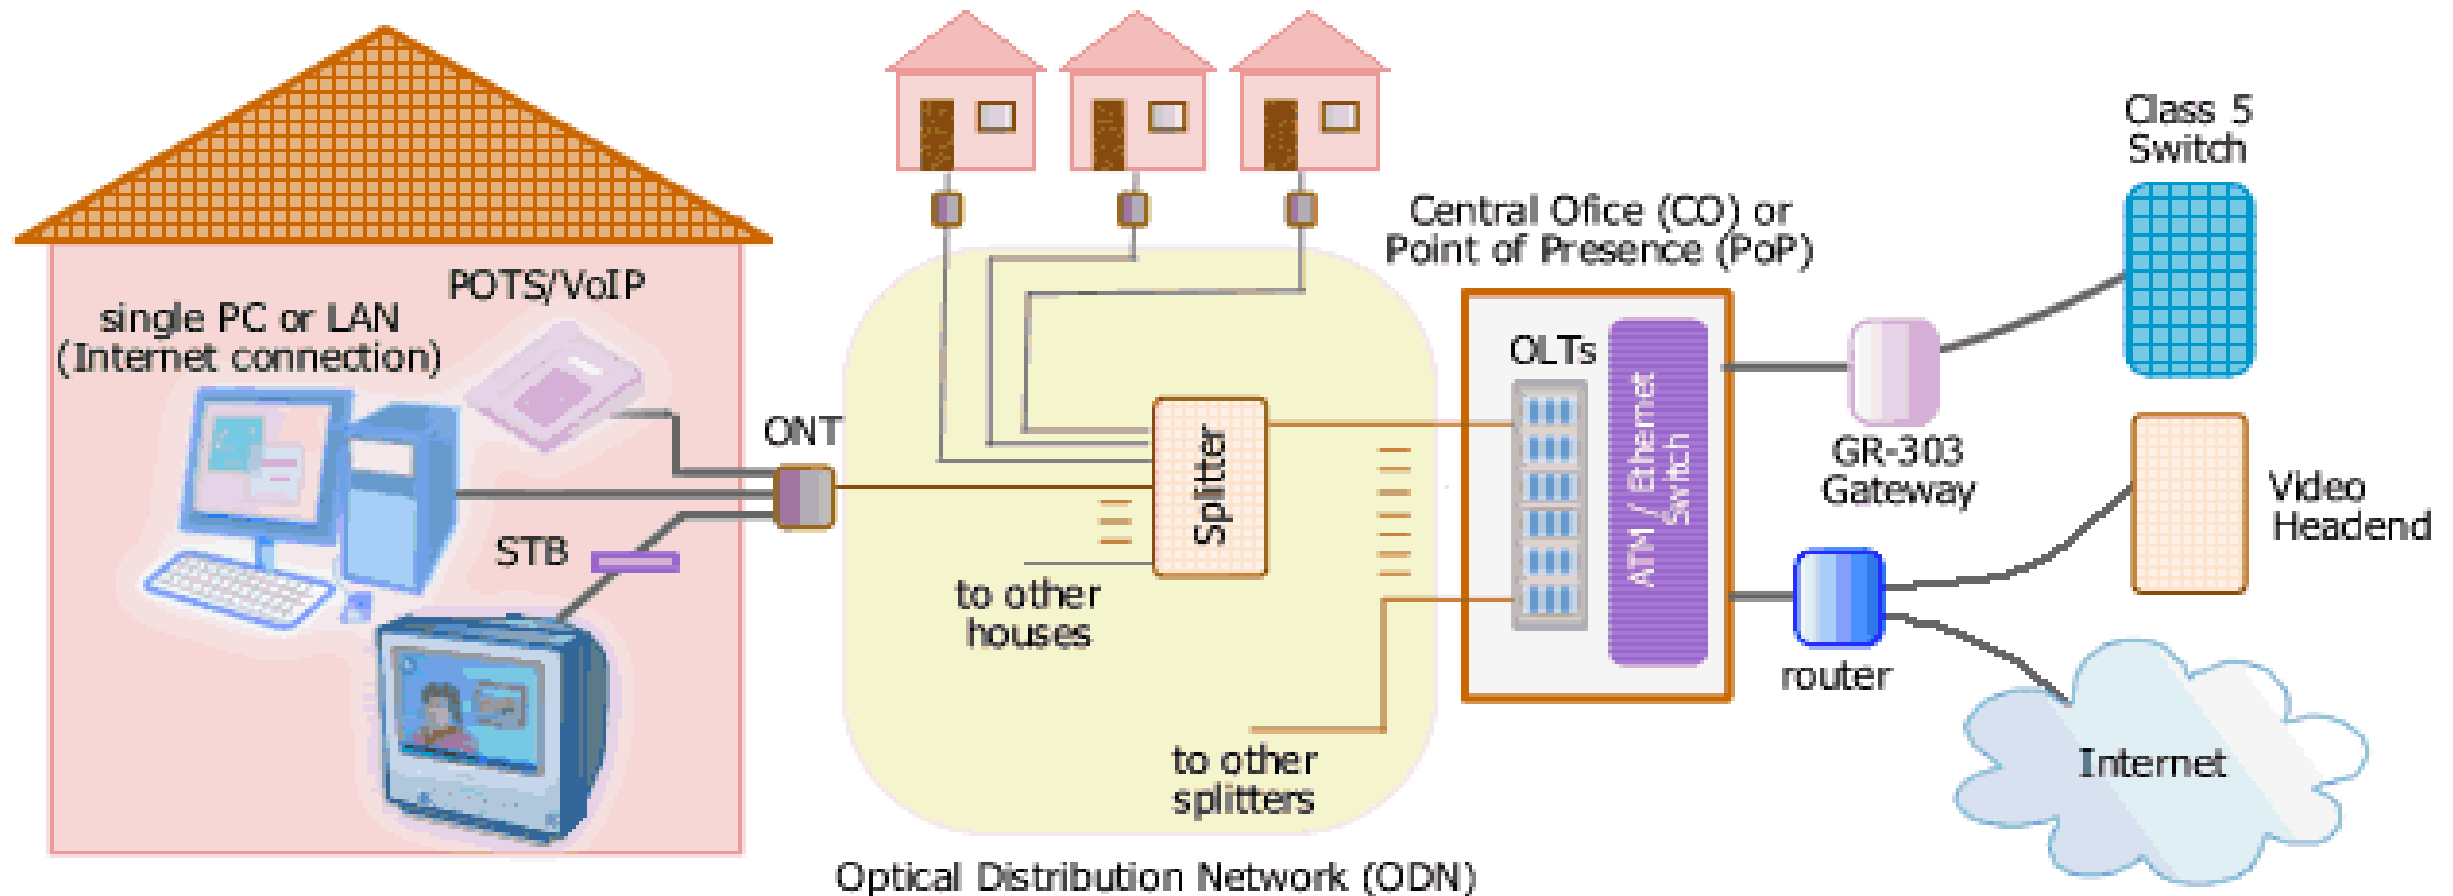 POTS/VoIP
single PC or LAN
(Internet connection)
STB
ONT
Splitter
to other
houses
to other
splitters
Optical Distribution Network (ODN)
Central Ofice (CO) or
Point of Presence (PoP)
OLTs
ATM / Ethernet
Switch
Class 5
Switch
GR-303
Gateway
Video
Headend
router
Internet